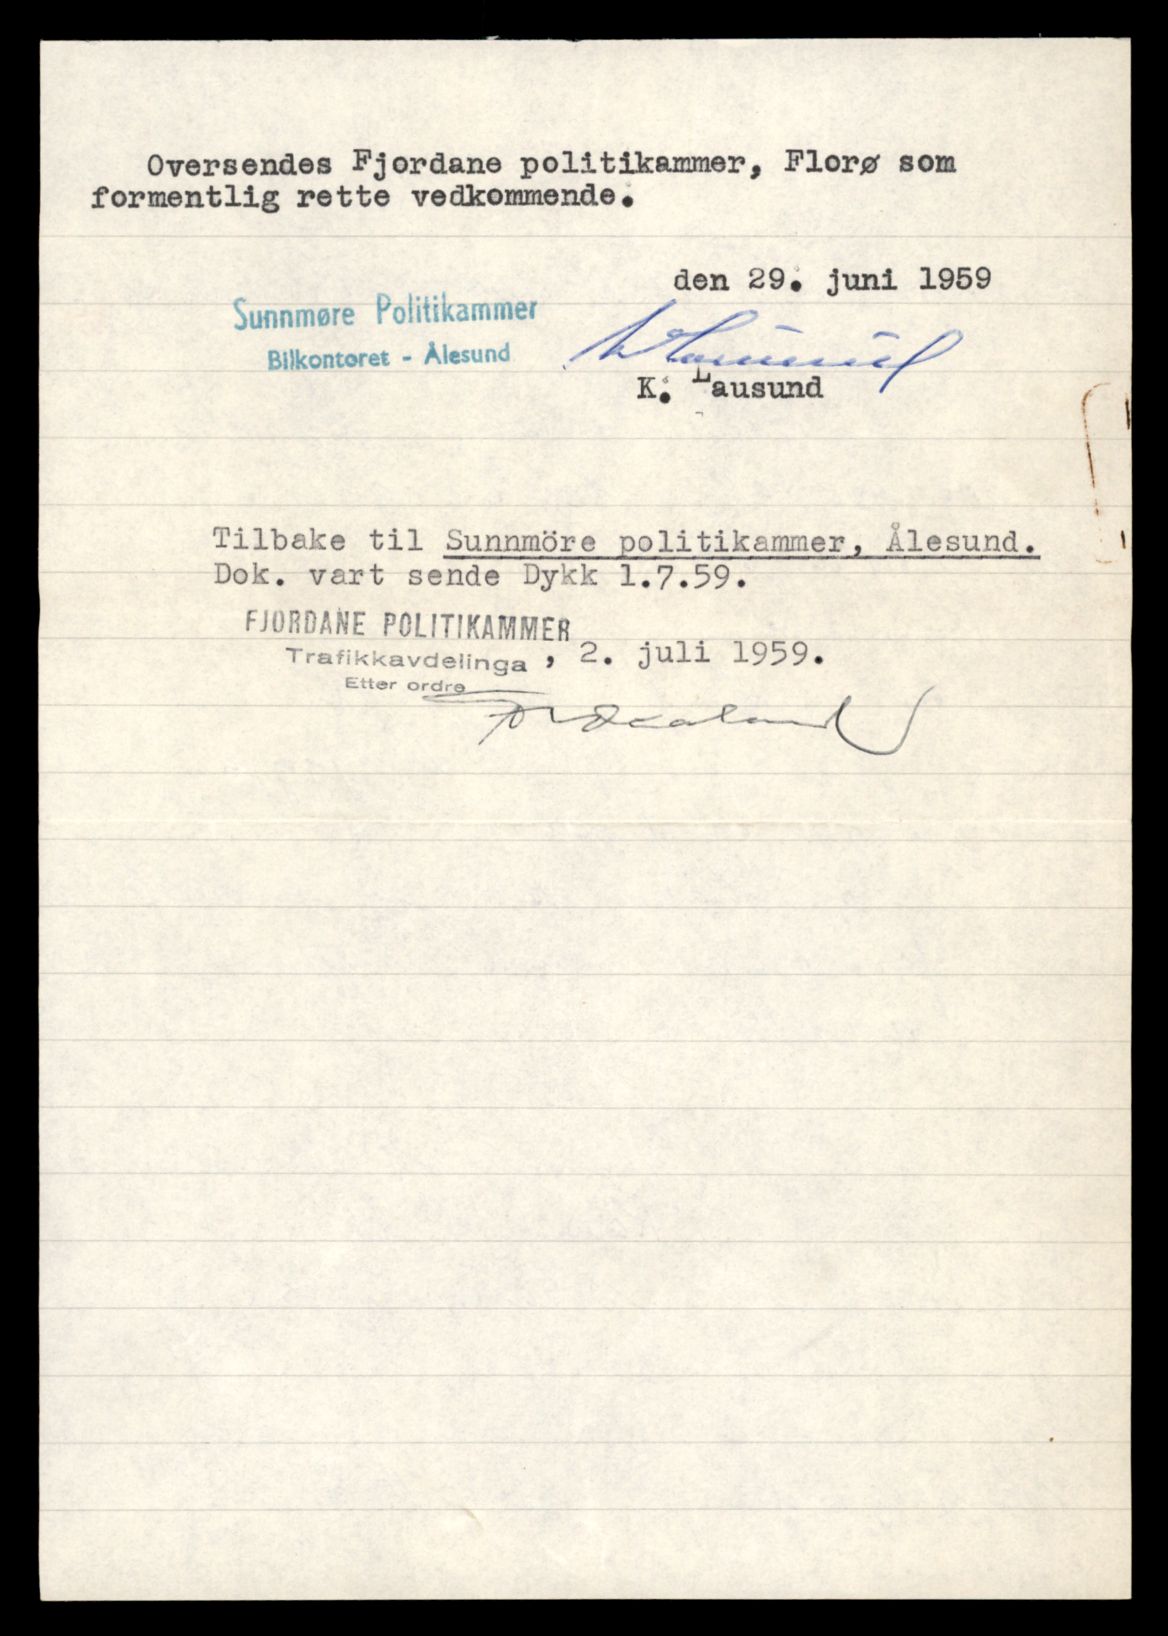 Oversendes Fjordane politikammer, Florø som
formentlig rette vedkommende.
den 29. juni 1959
Sunnmøre Politikammer
Bilkontoret - Ålesund
K. Lausund
Tilbake til Sunnmöre politikammer, Ålesund.
Dok. vart sende Dykk 1.7.59.
FJORDANE POLITIKAMMER
Trafikkavdelinga, 2. juli 1959.
Etter ordre